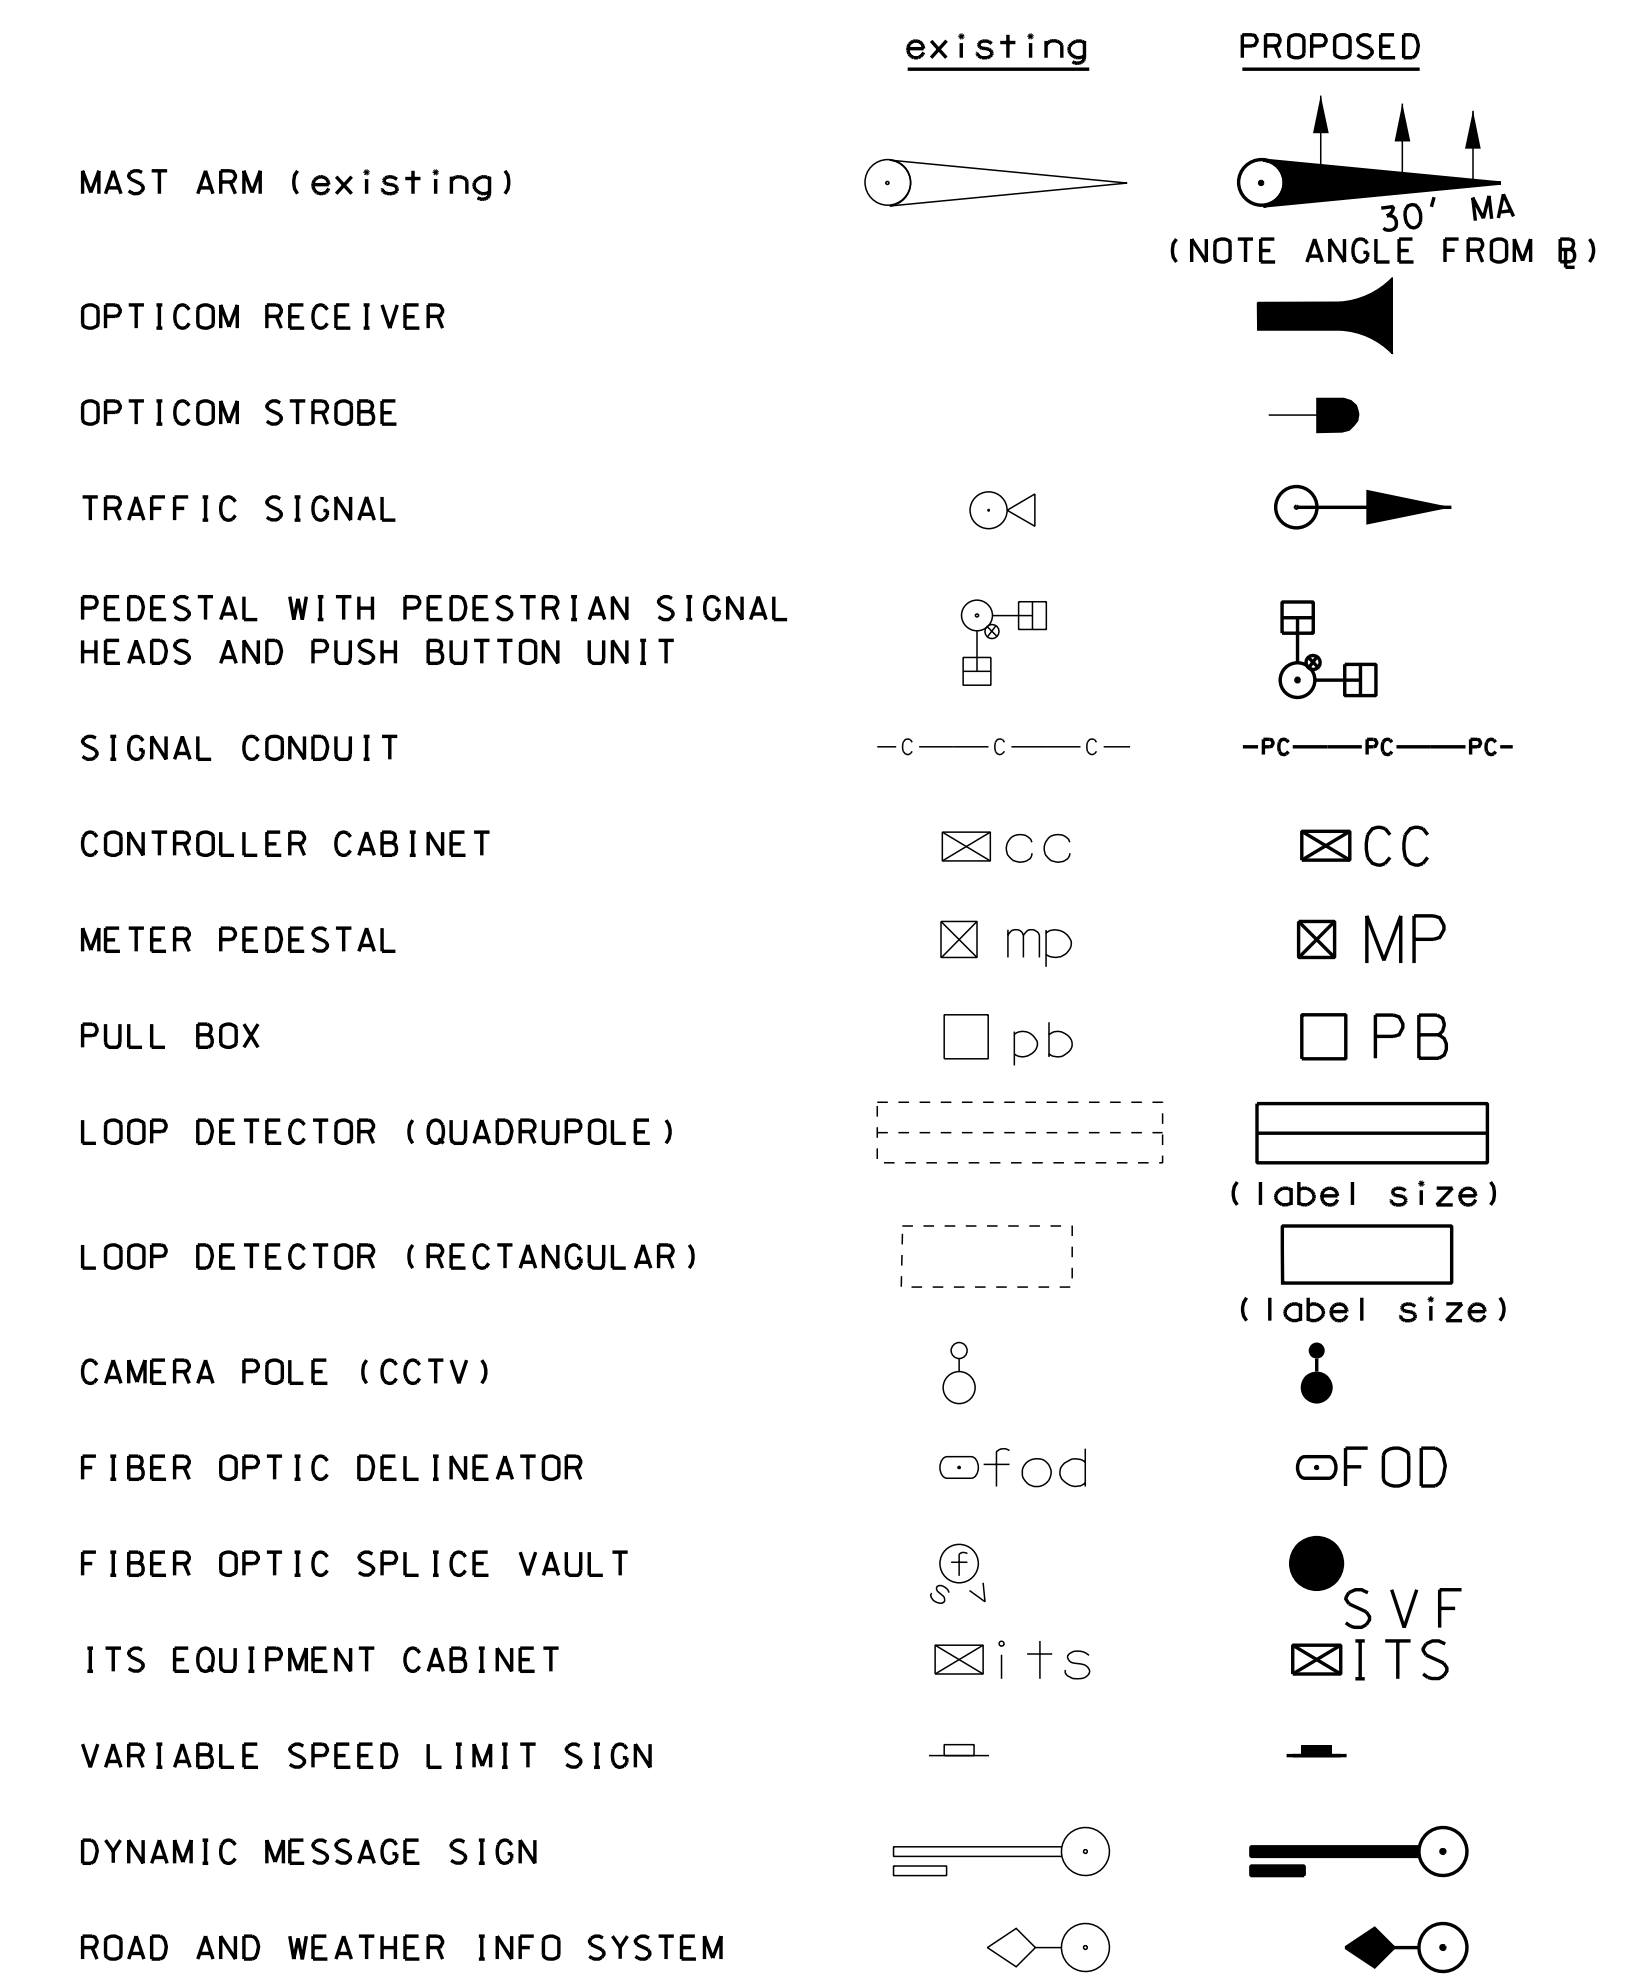 existing PROPOSED
MAST ARM (existing)
30' MA
(NOTE ANGLE FROM BL)
OPTICOM RECEIVER
OPTICOM STROBE
TRAFFIC SIGNAL
PEDESTAL WITH PEDESTRIAN SIGNAL
HEADS AND PUSH BUTTON UNIT
SIGNAL CONDUIT C C C PC PC PC
CONTROLLER CABINET cc CC
METER PEDESTAL mp MP
PULL BOX pb PB
LOOP DETECTOR (QUADRUPOLE)
(label size)
LOOP DETECTOR (RECTANGULAR)
(label size)
CAMERA POLE (CCTV)
FIBER OPTIC DELINEATOR fod FOD
FIBER OPTIC SPLICE VAULT f
s v SVF
ITS EQUIPMENT CABINET its ITS
VARIABLE SPEED LIMIT SIGN
DYNAMIC MESSAGE SIGN
ROAD AND WEATHER INFO SYSTEM